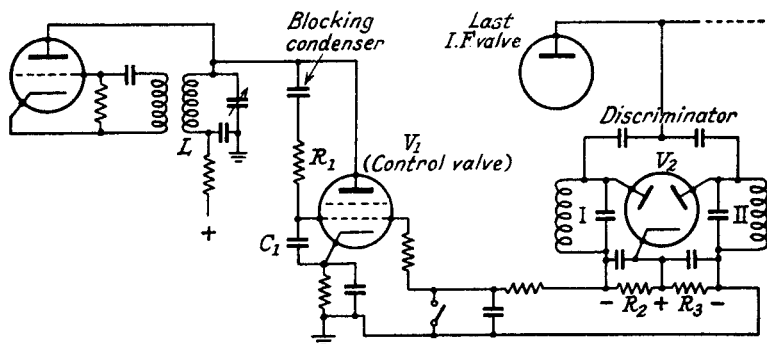 Blocking
condenser
Last
I.F. valve
Discriminator
L
R₁
V₁
(Control valve)
V₂
I
II
C₁
+
- R₂ + R₃ -